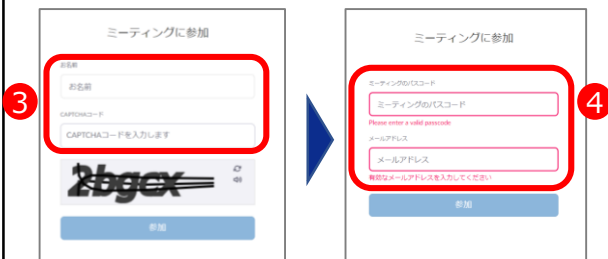 ミーティングに参加
3
お名前
お名前
CAPTCHAコード
CAPTCHAコードを入力します
2bgcx
参加
ミーティングに参加
4
ミーティングのパスコード
ミーティングのパスコード
Please enter a valid passcode
メールアドレス
メールアドレス
有効なメールアドレスを入力してください
参加